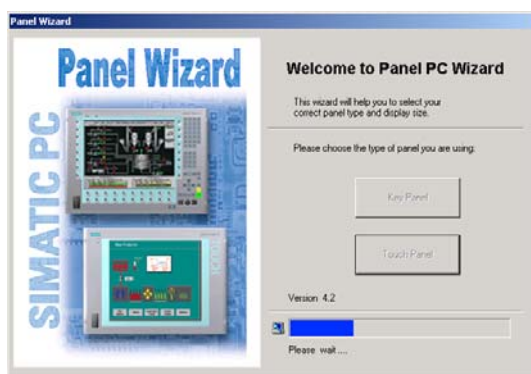 Panel Wizard
Panel Wizard
SIMATIC PC
Welcome to Panel PC Wizard
This wizard will help you to select your
correct panel type and display size.
Please choose the type of panel you are using:
Key Panel
Touch Panel
Version 4.2
Please wait ....